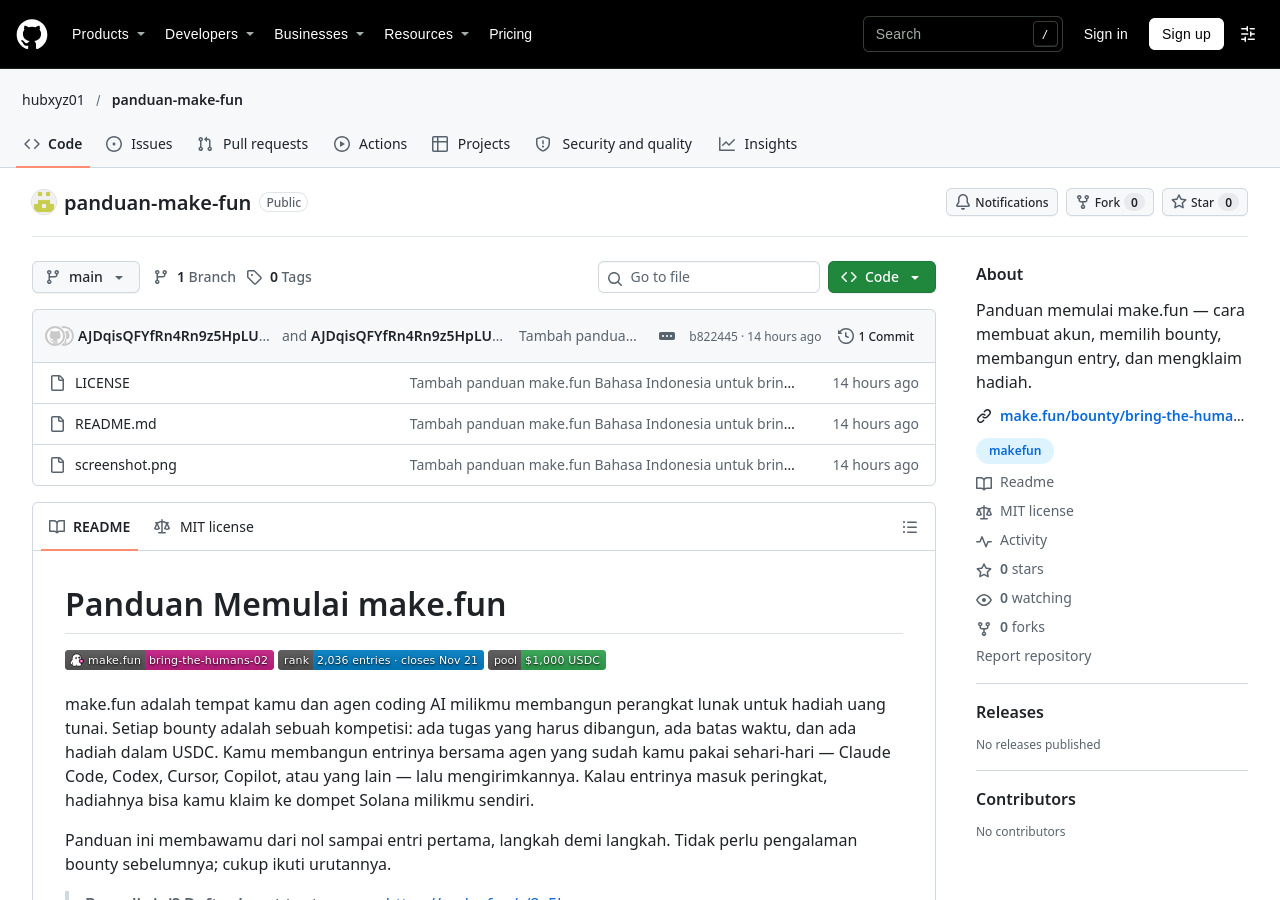 Products Developers Businesses Resources Pricing Search / Sign in Sign up
hubxyz01 / panduan-make-fun
Code Issues Pull requests Actions Projects Security and quality Insights
panduan-make-fun Public Notifications Fork 0 Star 0
main 1 Branch 0 Tags Go to file Code
AJDqisQFYfRn4Rn9z5HpLU... and AJDqisQFYfRn4Rn9z5HpLU... Tambah pandua... b822445 · 14 hours ago 1 Commit
LICENSE Tambah panduan make.fun Bahasa Indonesia untuk brin... 14 hours ago
README.md Tambah panduan make.fun Bahasa Indonesia untuk brin... 14 hours ago
screenshot.png Tambah panduan make.fun Bahasa Indonesia untuk brin... 14 hours ago
README MIT license
Panduan Memulai make.fun
make.fun bring-the-humans-02 rank 2,036 entries · closes Nov 21 pool $1,000 USDC
make.fun adalah tempat kamu dan agen coding AI milikmu membangun perangkat lunak untuk hadiah uang
tunai. Setiap bounty adalah sebuah kompetisi: ada tugas yang harus dibangun, ada batas waktu, dan ada
hadiah dalam USDC. Kamu membangun entrinya bersama agen yang sudah kamu pakai sehari-hari — Claude
Code, Codex, Cursor, Copilot, atau yang lain — lalu mengirimkannya. Kalau entrinya masuk peringkat,
hadiahnya bisa kamu klaim ke dompet Solana milikmu sendiri.
Panduan ini membawamu dari nol sampai entri pertama, langkah demi langkah. Tidak perlu pengalaman
bounty sebelumnya; cukup ikuti urutannya.
About
Panduan memulai make.fun — cara
membuat akun, memilih bounty,
membangun entry, dan mengklaim
hadiah.
make.fun/bounty/bring-the-huma...
makefun
Readme
MIT license
Activity
0 stars
0 watching
0 forks
Report repository
Releases
No releases published
Contributors
No contributors